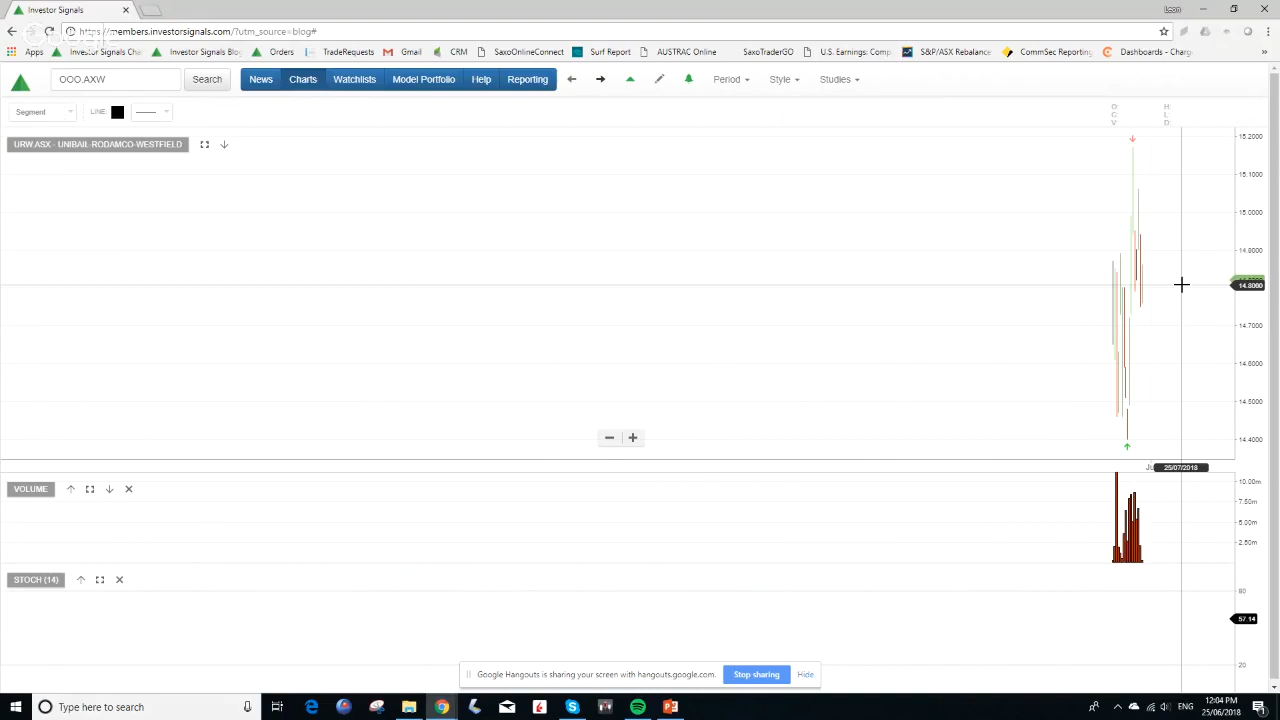 Investor Signals
https://members.investorsignals.com/?utm_source=blog#
Apps Investor Signals Chart Investor Signals Blog Orders TradeRequests Gmail CRM SaxoOnlineConnect Surf Report AUSTRAC Online SaxoTraderGO U.S. Earnings: Comp S&P/ASX Rebalance CommSec Reporting Dashboards - Charg
OOO.AXW Search News Charts Watchlists Model Portfolio Help Reporting Period Style Studies
Segment LINE:
O: H:
C: L:
V: D:
URW.ASX - UNIBAIL-RODAMCO-WESTFIELD
15.2000
15.1000
15.0000
14.9000
14.8060
14.7000
14.6000
14.5000
14.4000
25/07/2018
VOLUME
10.00m
7.50m
5.00m
2.50m
STOCH (14)
80
57.14
20
Google Hangouts is sharing your screen with hangouts.google.com. Stop sharing Hide
Type here to search
ENG
12:04 PM
25/06/2018